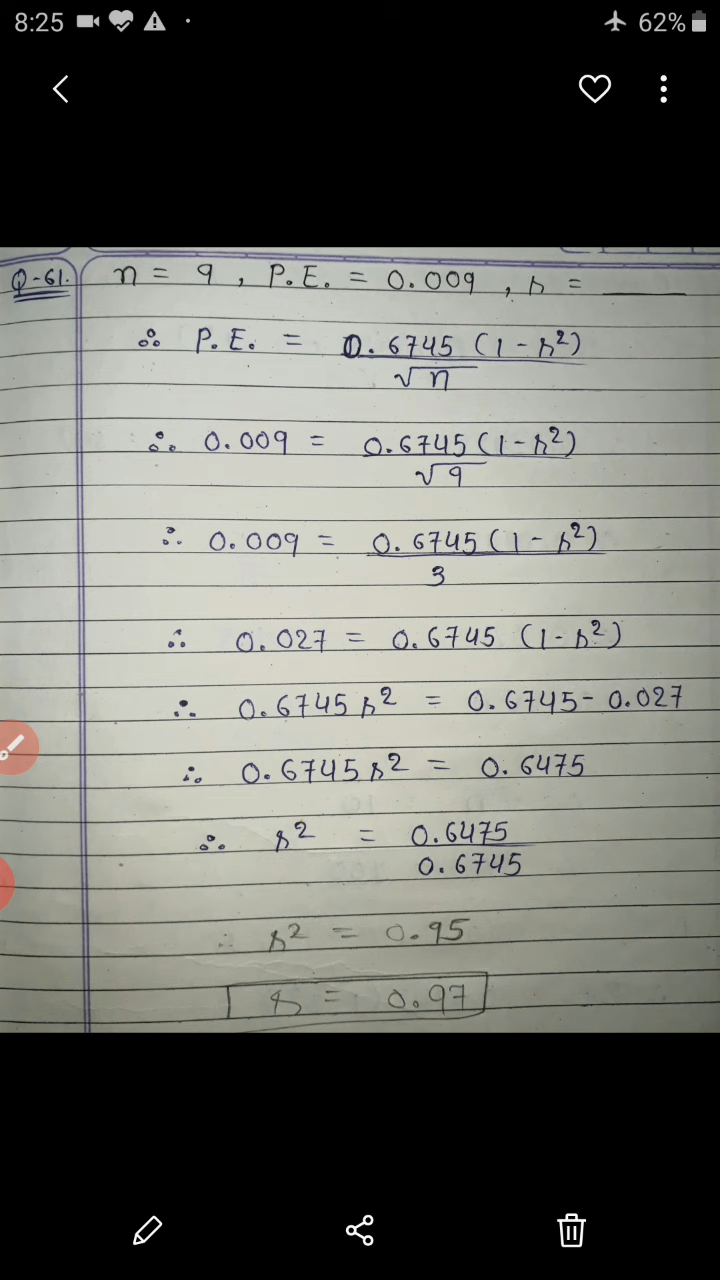 8:25 62%
Q-61. n = 9 , P.E. = 0.009 , r = ____
∴ P.E. = 0.6745 (1 - r²)
√n
∴ 0.009 = 0.6745 (1 - r²)
√9
∴ 0.009 = 0.6745 (1 - r²)
3
∴ 0.027 = 0.6745 (1 - r²)
∴ 0.6745 r² = 0.6745 - 0.027
∴ 0.6745 r² = 0.6475
∴ r² = 0.6475
0.6745
∴ r² = 0.95
r = 0.97